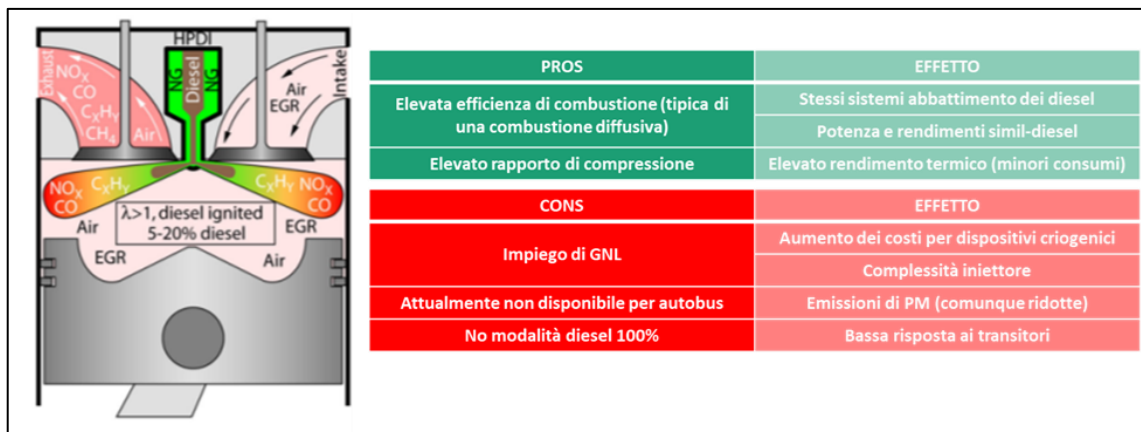 HPDI
Exhaust
NOX
CO
CXHY
CH4
Air
NG
Diesel
NG
Air
EGR
Intake
NOX
CO
CXHY
CXHY
NOX
CO
λ>1, diesel ignited
5-20% diesel
Air
EGR
EGR
Air
PROS
EFFETTO
Elevata efficienza di combustione (tipica di
una combustione diffusiva)
Stessi sistemi abbattimento dei diesel
Potenza e rendimenti simil-diesel
Elevato rapporto di compressione
Elevato rendimento termico (minori consumi)
CONS
EFFETTO
Impiego di GNL
Aumento dei costi per dispositivi criogenici
Complessità iniettore
Attualmente non disponibile per autobus
Emissioni di PM (comunque ridotte)
No modalità diesel 100%
Bassa risposta ai transitori